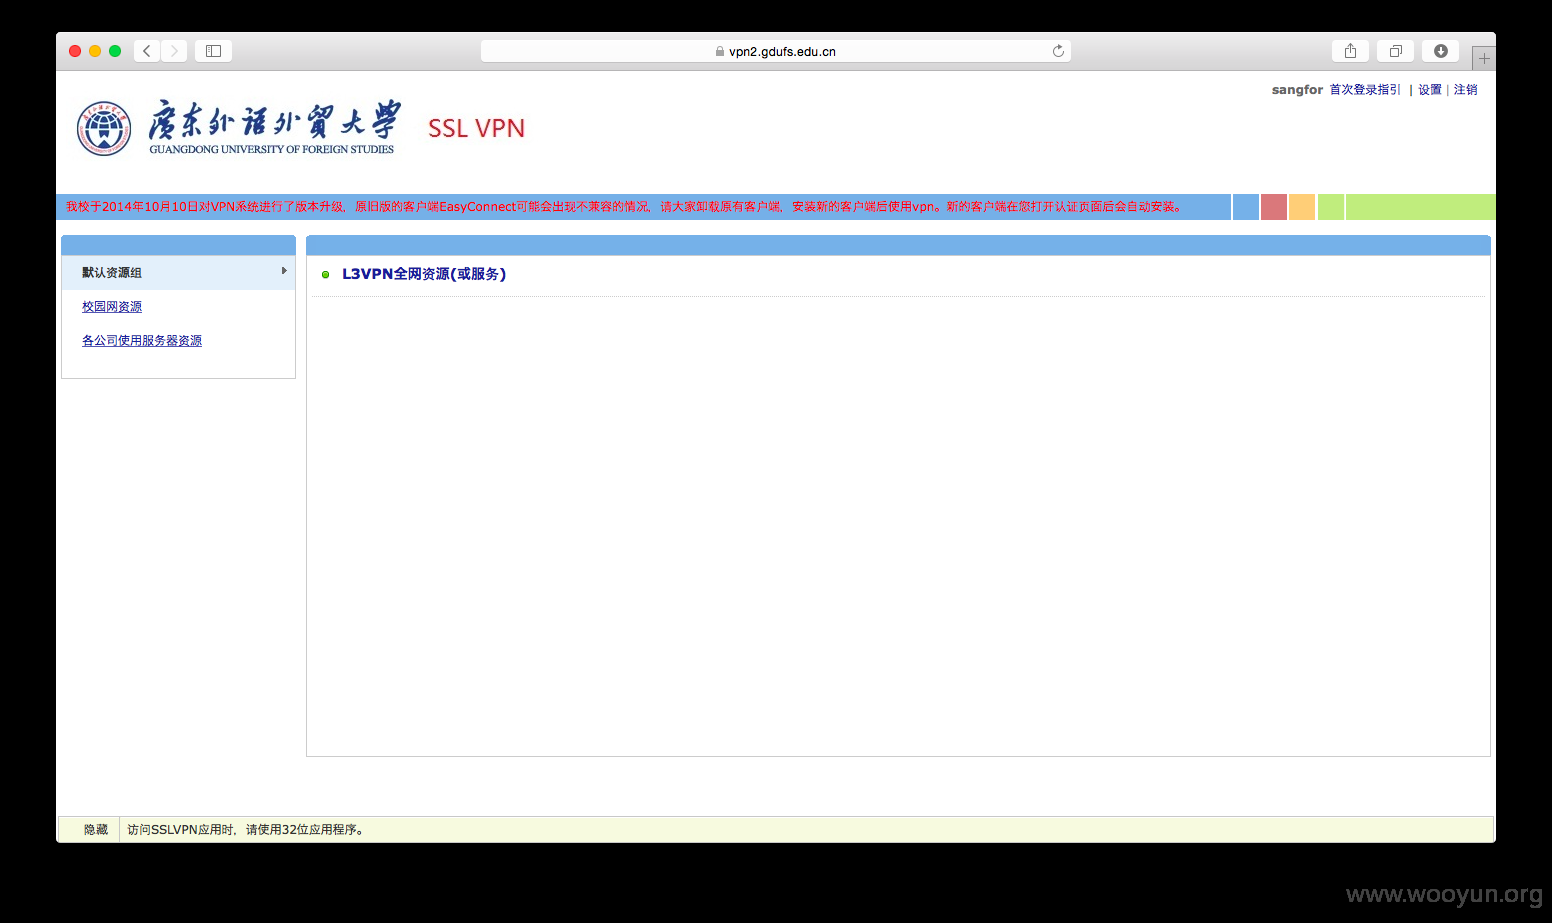 vpn2.gdufs.edu.cn
sangfor 首次登录指引 | 设置 | 注销
廣东外语外貿大学
GUANGDONG UNIVERSITY OF FOREIGN STUDIES
SSL VPN
我校于2014年10月10日对VPN系统进行了版本升级，原旧版的客户端EasyConnect可能会出现不兼容的情况，请大家卸载原有客户端，安装新的客户端后使用vpn。新的客户端在您打开认证页面后会自动安装。
默认资源组
校园网资源
各公司使用服务器资源
L3VPN全网资源(或服务)
隐藏
访问SSLVPN应用时，请使用32位应用程序。
www.wooyun.org